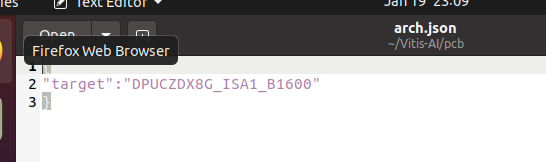 Text Editor
Jan 19 23:09
Open
arch.json
~/Vitis-AI/pcb
Firefox Web Browser
1 {
2 "target":"DPUCZDX8G_ISA1_B1600"
3 }